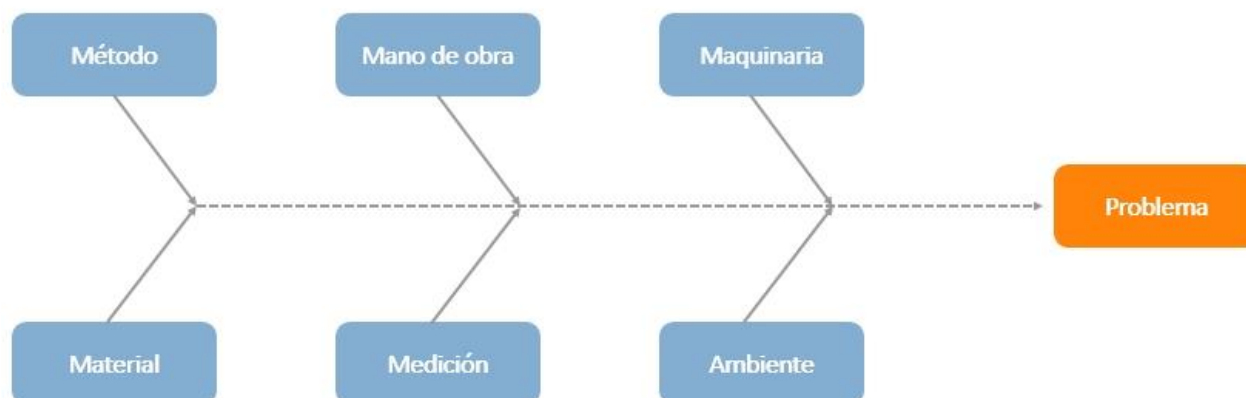 Método
Mano de obra
Maquinaria
Problema
Material
Medición
Ambiente